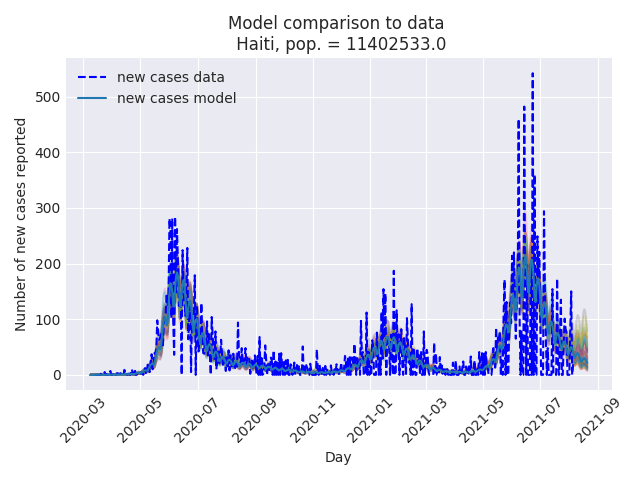 Model comparison to data
Haiti, pop. = 11402533.0
new cases data
new cases model
Number of new cases reported
500
400
300
200
100
0
2020-03
2020-05
2020-07
2020-09
2020-11
2021-01
2021-03
2021-05
2021-07
2021-09
Day